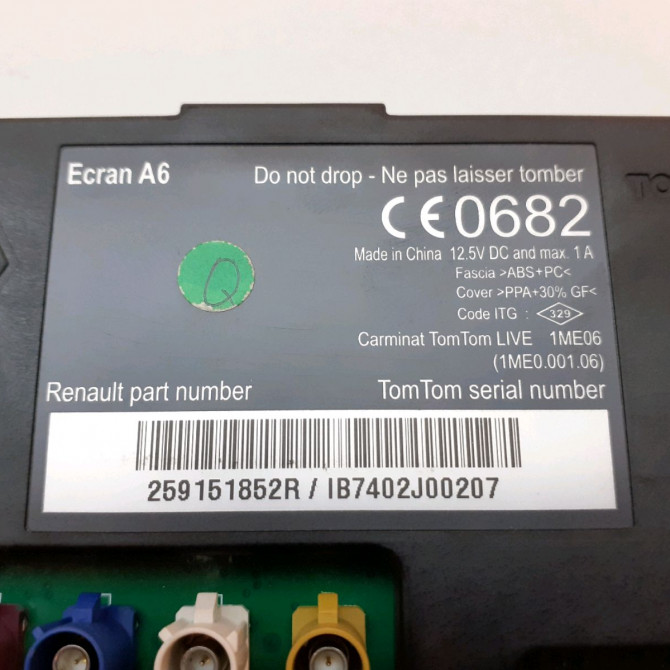 Ecran A6
Do not drop - Ne pas laisser tomber
CE0682
Made in China 12.5V DC and max. 1 A
Fascia >ABS+PC<
Cover >PPA+30% GF<
Code ITG : 329
Carminat TomTom LIVE 1ME06
(1ME0.001.06)
Renault part number
TomTom serial number
259151852R / IB7402J00207
Q